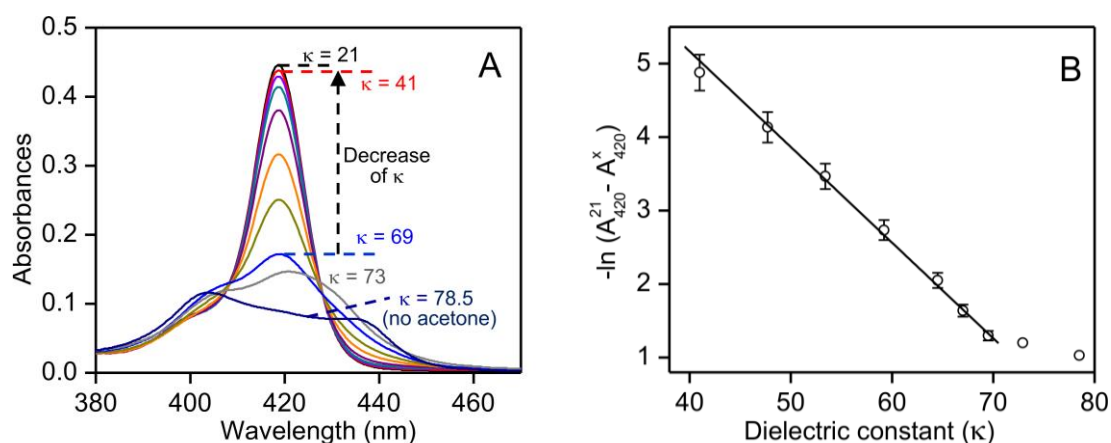 A
0.5
0.4
0.3
0.2
0.1
0.0
Absorbances
380
400
420
440
460
Wavelength (nm)
κ = 21
κ = 41
Decrease
of κ
κ = 69
κ = 73
κ = 78.5
(no acetone)
B
5
4
3
2
1
-ln (A²¹₄₂₀ - Aˣ₄₂₀)
40
50
60
70
80
Dielectric constant (κ)